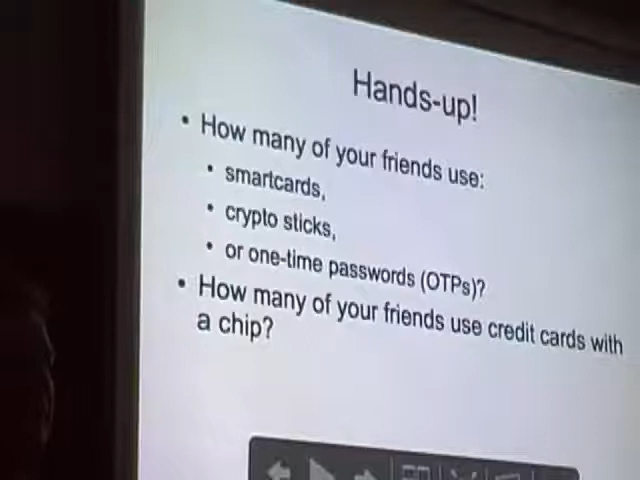 Hands-up!
• How many of your friends use:
• smartcards,
• crypto sticks,
• or one-time passwords (OTPs)?
• How many of your friends use credit cards with
a chip?